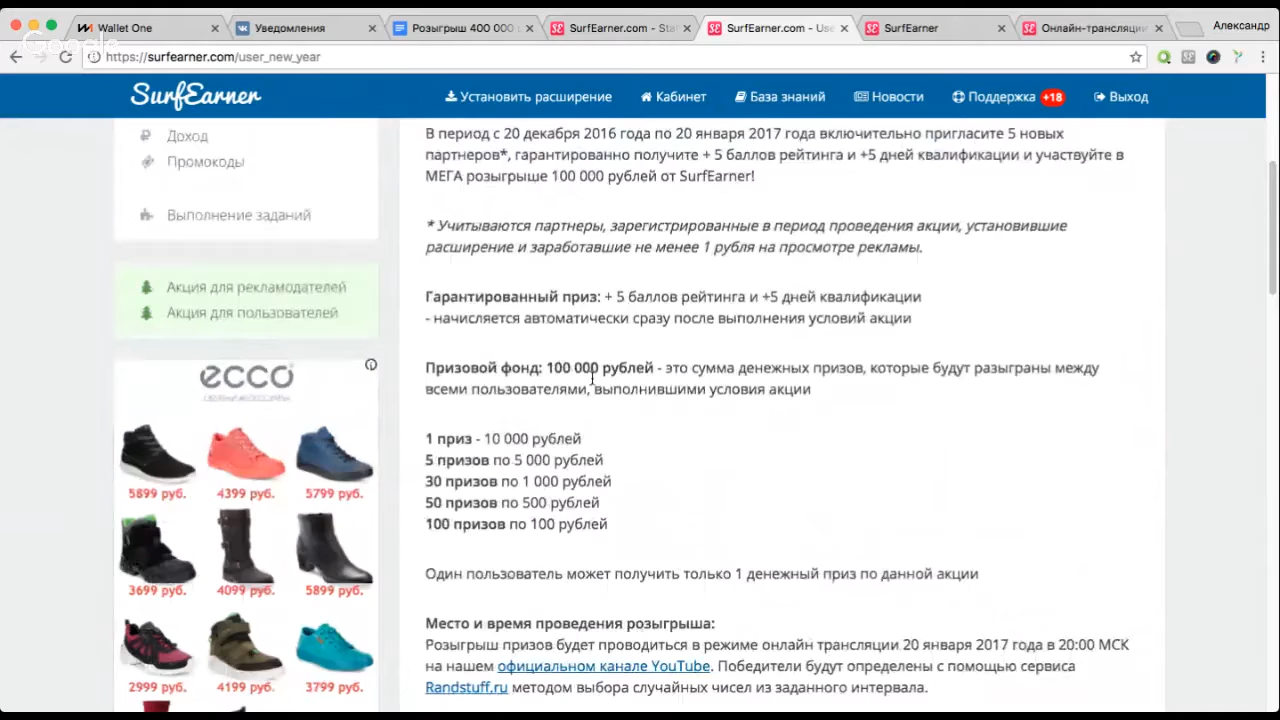 Wallet One
Уведомления
Розыгрыш 400 000
SurfEarner.com - Sta
SurfEarner.com - Use
SurfEarner
Онлайн-трансляции
Александр
Google
https://surfearner.com/user_new_year
SurfEarner
Установить расширение
Кабинет
База знаний
Новости
Поддержка +18
Выход
Доход
Промокоды
Выполнение заданий
Акция для рекламодателей
Акция для пользователей
ecco
5899 руб. 4399 руб. 5799 руб.
3699 руб. 4099 руб. 5899 руб.
2999 руб. 4199 руб. 3799 руб.
В период с 20 декабря 2016 года по 20 января 2017 года включительно пригласите 5 новых
партнеров*, гарантированно получите + 5 баллов рейтинга и +5 дней квалификации и участвуйте в
МЕГА розыгрыше 100 000 рублей от SurfEarner!
* Учитываются партнеры, зарегистрированные в период проведения акции, установившие
расширение и заработавшие не менее 1 рубля на просмотре рекламы.
Гарантированный приз: + 5 баллов рейтинга и +5 дней квалификации
- начисляется автоматически сразу после выполнения условий акции
Призовой фонд: 100 000 рублей - это сумма денежных призов, которые будут разыграны между
всеми пользователями, выполнившими условия акции
1 приз - 10 000 рублей
5 призов по 5 000 рублей
30 призов по 1 000 рублей
50 призов по 500 рублей
100 призов по 100 рублей
Один пользователь может получить только 1 денежный приз по данной акции
Место и время проведения розыгрыша:
Розыгрыш призов будет проводиться в режиме онлайн трансляции 20 января 2017 года в 20:00 МСК
на нашем официальном канале YouTube. Победители будут определены с помощью сервиса
Randstuff.ru методом выбора случайных чисел из заданного интервала.